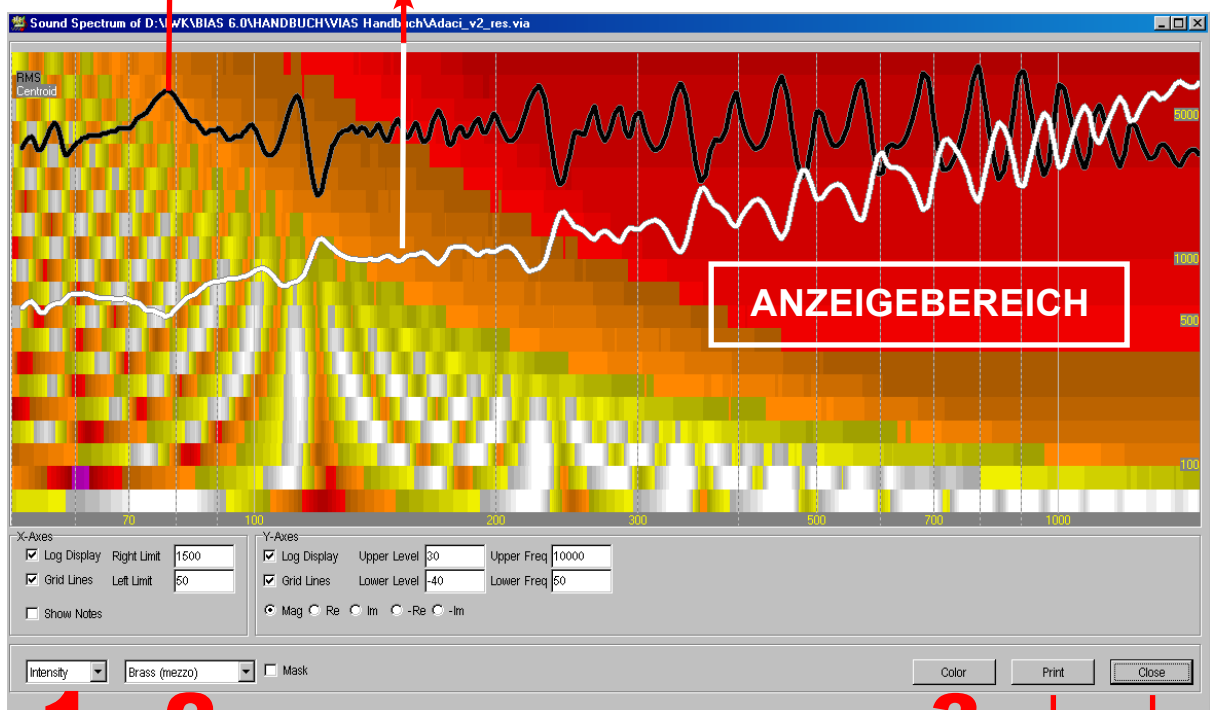 Sound Spectrum of D:\IWK\BIAS 6.0\HANDBUCH\VIAS Handbuch\Adaci_v2_res.via
RMS
Centroid
5000
1000
ANZEIGEBEREICH
500
100
70 100 200 300 500 700 1000
X-Axes Y-Axes
Log Display Right Limit 1500 Log Display Upper Level 30 Upper Freq 10000
Grid Lines Left Limit 50 Grid Lines Lower Level -40 Lower Freq 50
Show Notes Mag Re Im -Re -Im
Intensity Brass (mezzo) Mask Color Print Close